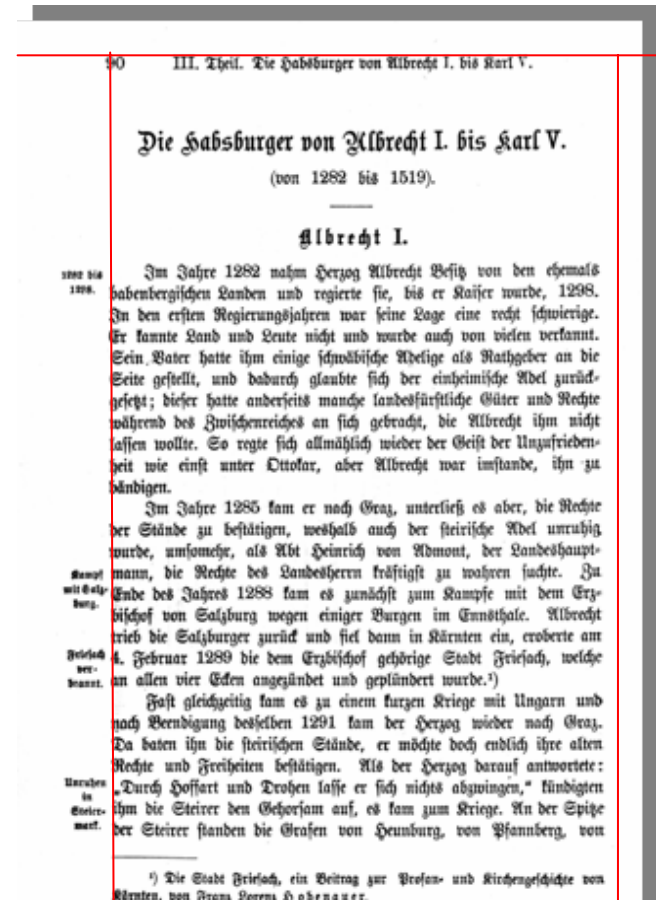 90 III. Theil. Die Habsburger von Albrecht I. bis Karl V.
Die Habsburger von Albrecht I. bis Karl V.
(von 1282 bis 1519).
Albrecht I.
1282 bis
1298.
Im Jahre 1282 nahm Herzog Albrecht Besitz von den ehemals
babenbergischen Landen und regierte sie, bis er Kaiser wurde, 1298.
In den ersten Regierungsjahren war seine Lage eine recht schwierige.
Er kannte Land und Leute nicht und wurde auch von vielen verkannt.
Sein Vater hatte ihm einige schwäbische Adelige als Rathgeber an die
Seite gestellt, und dadurch glaubte sich der einheimische Adel zurück-
gesetzt; dieser hatte anderseits manche landesfürstliche Güter und Rechte
während des Zwischenreiches an sich gebracht, die Albrecht ihm nicht
lassen wollte. So regte sich allmählich wieder der Geist der Unzufrieden-
heit wie einst unter Ottokar, aber Albrecht war imstande, ihn zu
bändigen.
Im Jahre 1285 kam er nach Graz, unterließ es aber, die Rechte
der Stände zu bestätigen, weshalb auch der steirische Adel unruhig
wurde, umsomehr, als Abt Heinrich von Admont, der Landeshaupt-
mann, die Rechte des Landesherrn kräftigst zu wahren suchte. Zu
Kampf
mit Salz-
burg.
Ende des Jahres 1288 kam es zunächst zum Kampfe mit dem Erz-
bischof von Salzburg wegen einiger Burgen im Ennsthale. Albrecht
trieb die Salzburger zurück und fiel dann in Kärnten ein, eroberte am
Friesach
ver-
brannt.
4. Februar 1289 die dem Erzbischof gehörige Stadt Friesach, welche
an allen vier Ecken angezündet und geplündert wurde.¹)
Fast gleichzeitig kam es zu einem kurzen Kriege mit Ungarn und
nach Beendigung desselben 1291 kam der Herzog wieder nach Graz.
Da baten ihn die steirischen Stände, er möchte doch endlich ihre alten
Rechte und Freiheiten bestätigen. Als der Herzog darauf antwortete:
Unruhen
in
Steier-
mark.
„Durch Hoffart und Drohen lasse er sich nichts abzwingen,“ kündigten
ihm die Steirer den Gehorsam auf, es kam zum Kriege. An der Spitze
der Steirer standen die Grafen von Heunburg, von Pfannberg, von
¹) Die Stadt Friesach, ein Beitrag zur Profan- und Kirchengeschichte von
Kärnten, von Franz Lorenz Hohenauer.